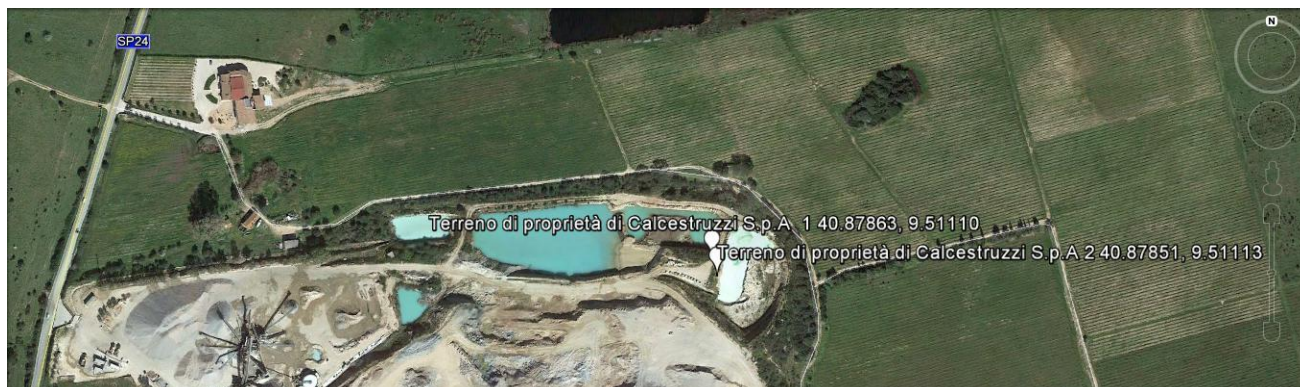 SP24
N
Terreno di proprietà di Calcestruzzi S.p.A 1 40.87863, 9.51110
Terreno di proprietà di Calcestruzzi S.p.A 2 40.87851, 9.51113